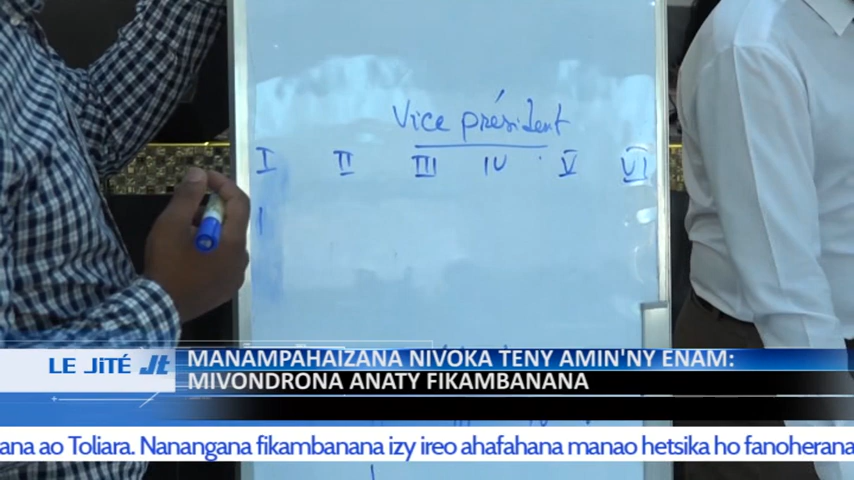 Vice président
I II III IV V VI
I
LE JiTÉ Jt
MANAMPAHAIZANA NIVOKA TENY AMIN'NY ENAM:
MIVONDRONA ANATY FIKAMBANANA
ana ao Toliara. Nanangana fikambanana izy ireo ahafahana manao hetsika ho fanoherana